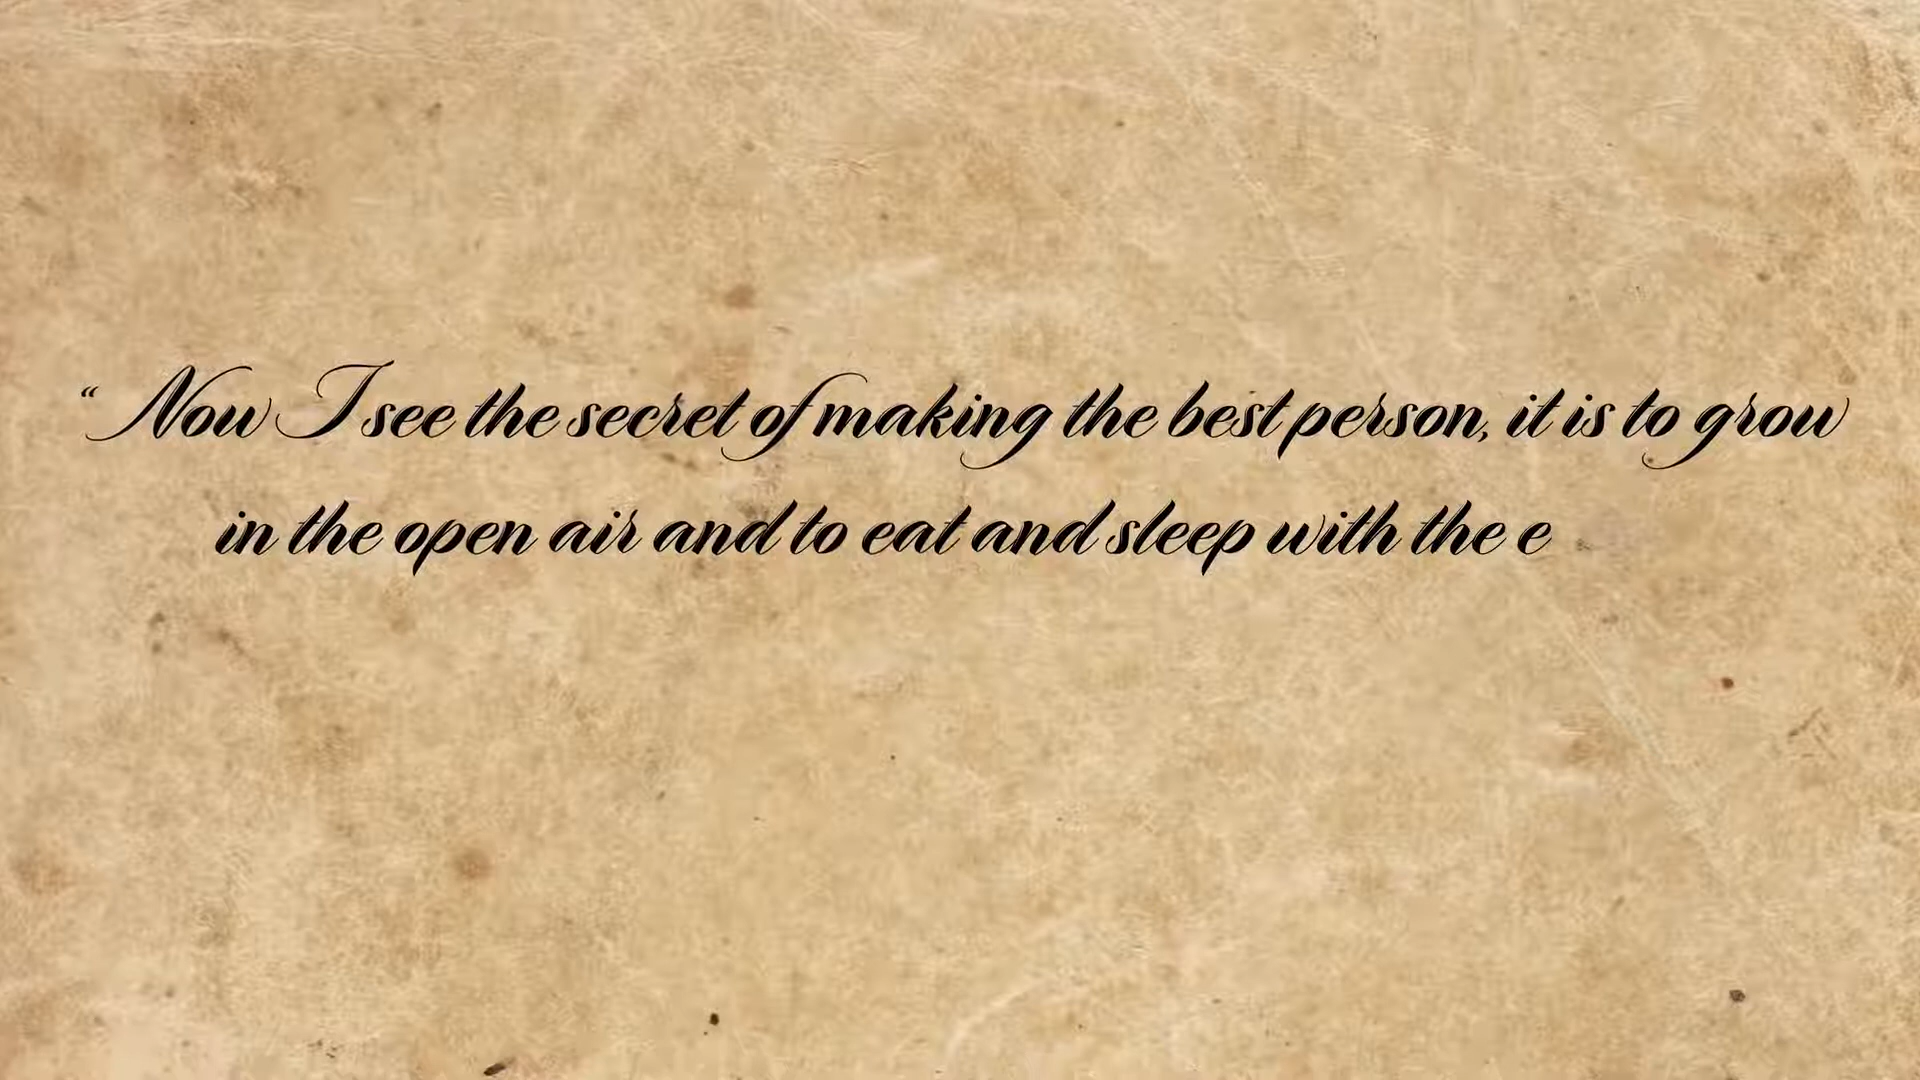 “ Now I see the secret of making the best person, it is to grow
in the open air and to eat and sleep with the e